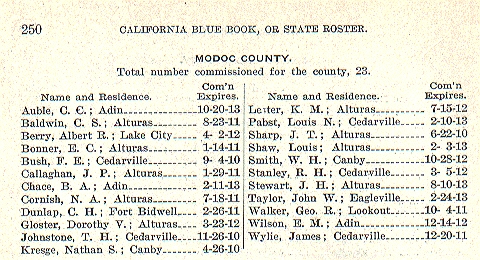 250 CALIFORNIA BLUE BOOK, OR STATE ROSTER.
MODOC COUNTY.
Total number commissioned for the county, 23.
Name and Residence. Com'n Expires.
Auble, C. C.; Adin 10-20-13
Baldwin, C. S.; Alturas 8-23-11
Berry, Albert R.; Lake City 4- 2-12
Bonner, E. C.; Alturas 1-14-11
Bush, F. E.; Cedarville 9- 4-10
Callaghan, J. P.; Alturas 1-29-11
Chace, B. A.; Adin 2-11-13
Cornish, N. A.; Alturas 7-18-11
Dunlap, C. H.; Fort Bidwell 2-26-11
Gloster, Dorothy V.; Alturas 3-23-12
Johnstone, T. H.; Cedarville 11-26-10
Kresge, Nathan S.; Canby 4-26-10
Name and Residence. Com'n Expires.
Lester, K. M.; Alturas 7-15-12
Pabst, Louis N.; Cedarville 2-10-13
Sharp, J. T.; Alturas 6-22-10
Shaw, Louis; Alturas 2- 3-13
Smith, W. H.; Canby 10-28-12
Stanley, R. H.; Cedarville 3- 5-12
Stewart, J. H.; Alturas 8-10-13
Taylor, John W.; Eagleville 2-24-13
Walker, Geo. R.; Lookout 10- 4-11
Wilson, E. M.; Adin 12-14-12
Wylie, James; Cedarville 12-20-11